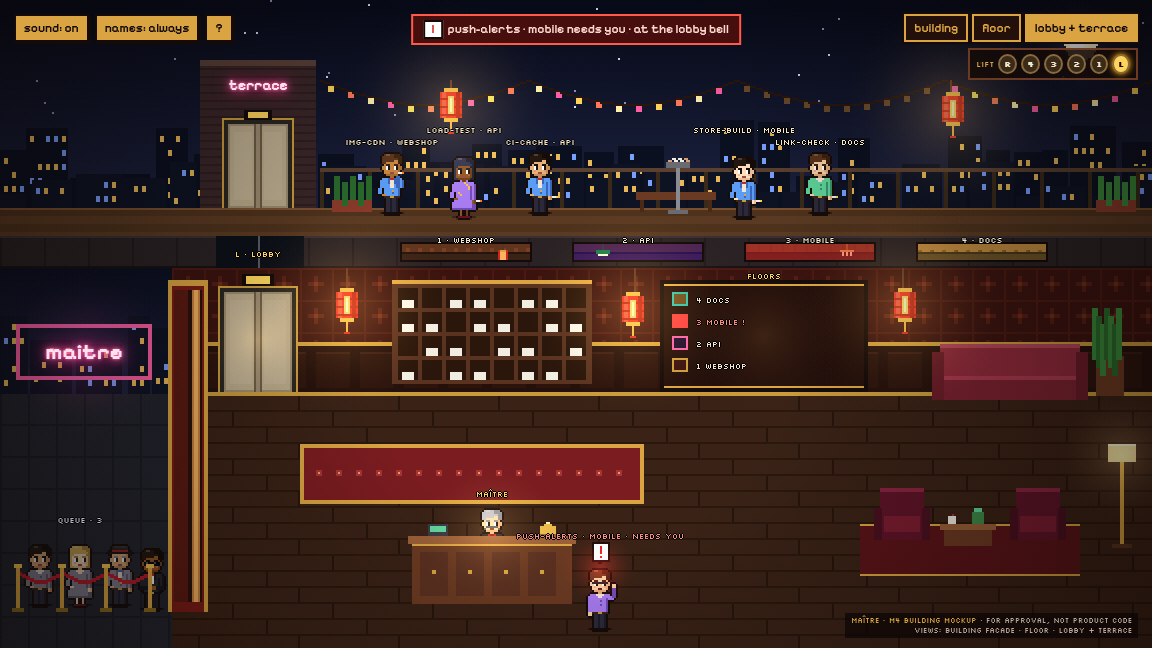 sound: on
names: always
?
! push-alerts · mobile needs you · at the lobby bell
building
floor
lobby + terrace
LIFT R 4 3 2 1 L
terrace
LOAD-TEST · API
STORE-BUILD · MOBILE
IMG-CDN · WEBSHOP
CI-CACHE · API
LINK-CHECK · DOCS
1 · WEBSHOP
2 · API
3 · MOBILE
4 · DOCS
L · LOBBY
FLOORS
4 DOCS
3 MOBILE !
2 API
1 WEBSHOP
maître
MAÎTRE
QUEUE · 3
PUSH-ALERTS · MOBILE · NEEDS YOU
!
MAÎTRE · M4 BUILDING MOCKUP · FOR APPROVAL, NOT PRODUCT CODE
VIEWS: BUILDING FACADE · FLOOR · LOBBY + TERRACE